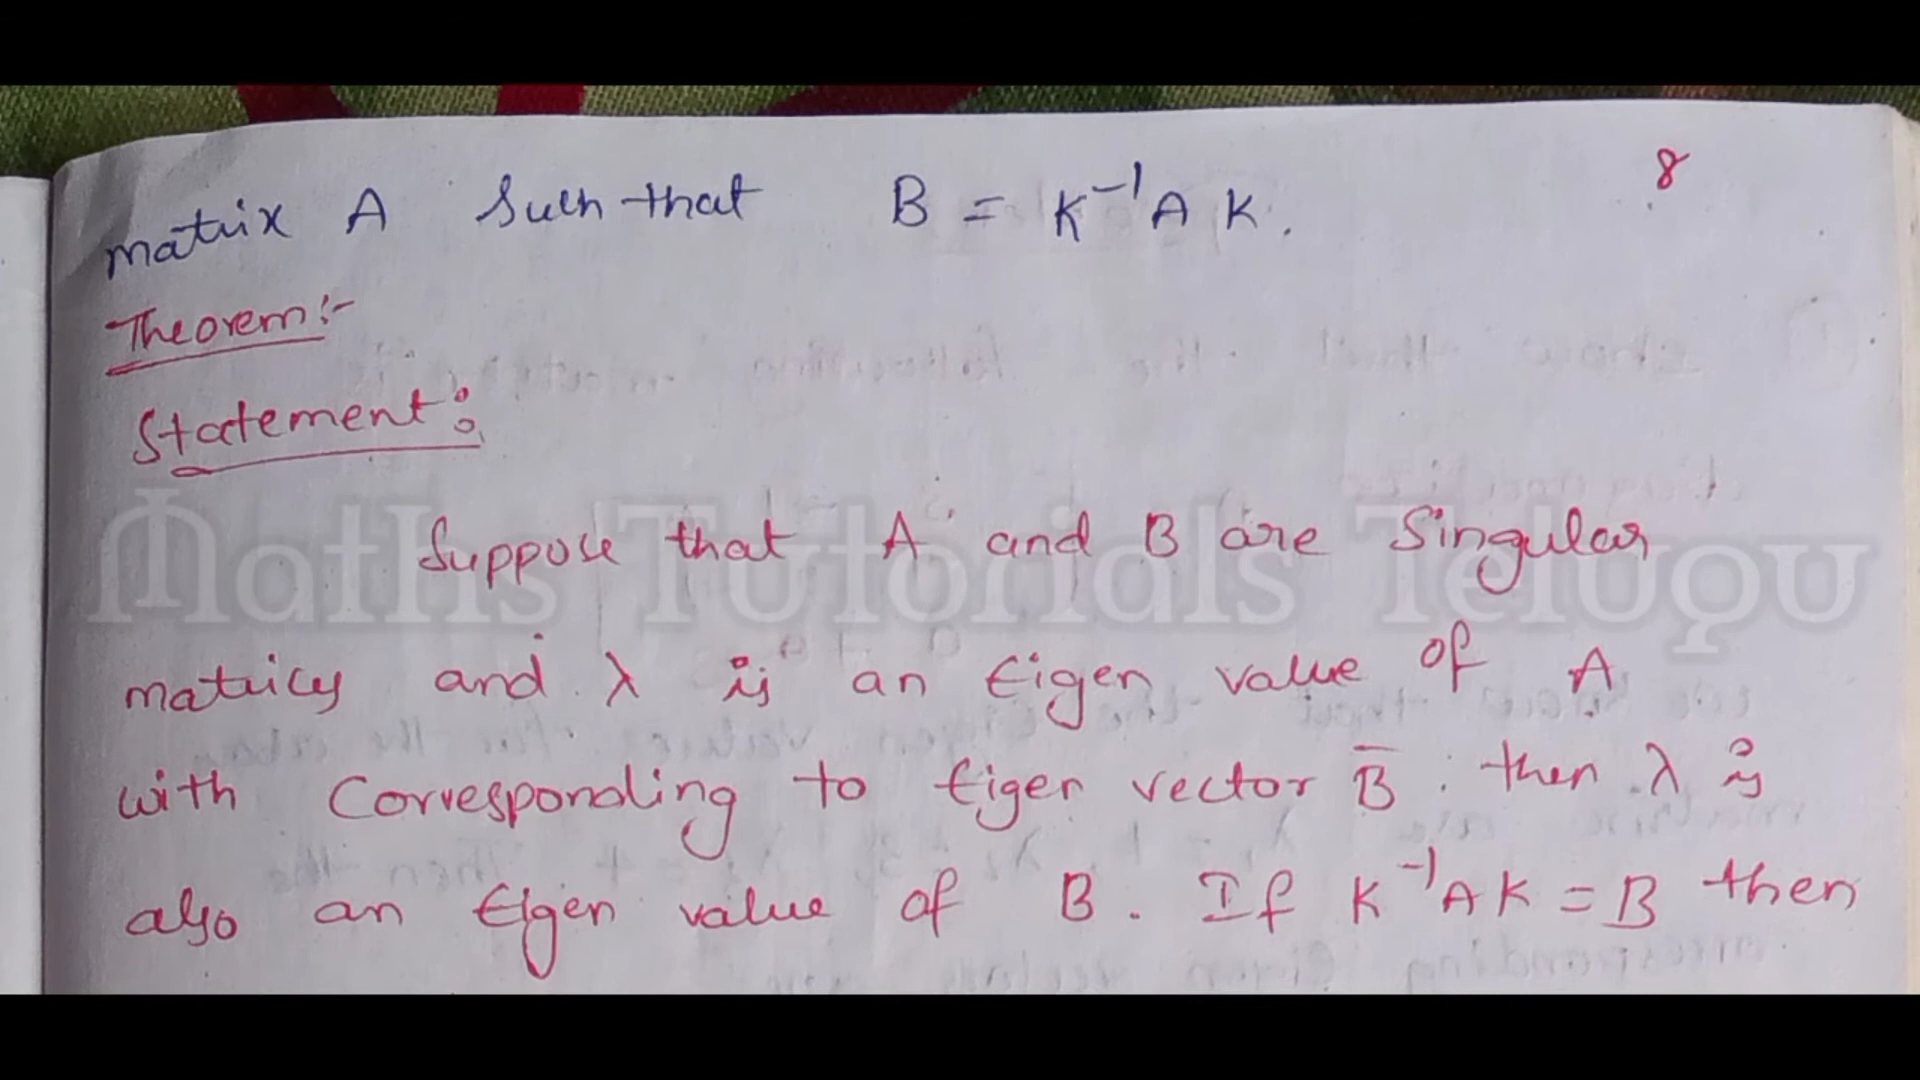 8
matrix A Such that B = K⁻¹AK.
Theorem:-
Statement:
Suppose that A and B are Singular
matrices and λ is an Eigen value of A
with Corresponding to Eigen vector B̅. then λ is
also an Eigen value of B. If K⁻¹AK = B then
Maths Tutorials Telugu